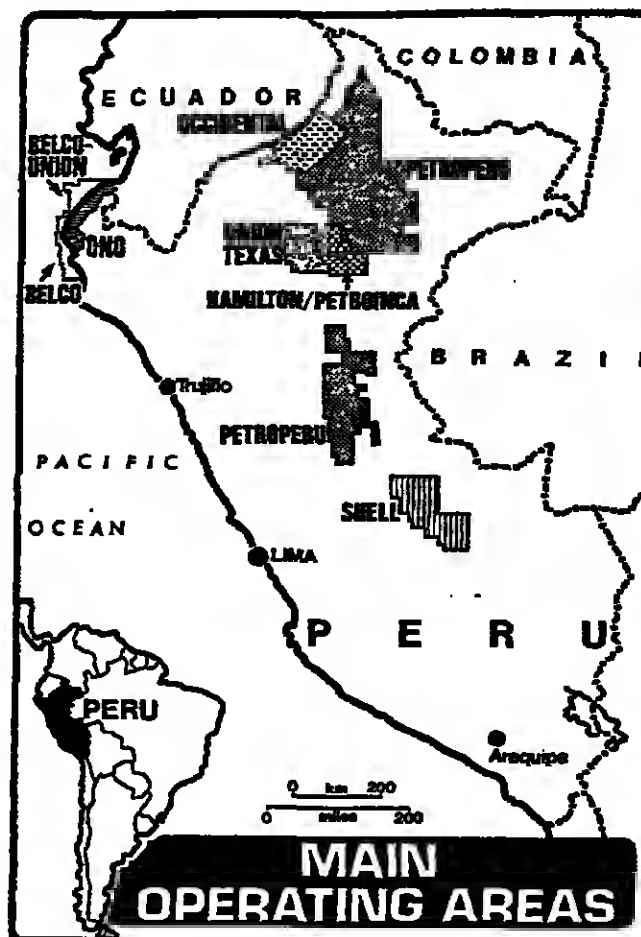 COLOMBIA
ECUADOR
OCCIDENTAL
BELCO-
UNION
PETROPERU
UNION
TEXAS
ONO
BELCO
HAMILTON/PETROINCA
BRAZIL
Trujillo
PETROPERU
PACIFIC
OCEAN
SHELL
LIMA
PERU
PERU
Arequipa
0 km 200
0 miles 200
MAIN
OPERATING AREAS